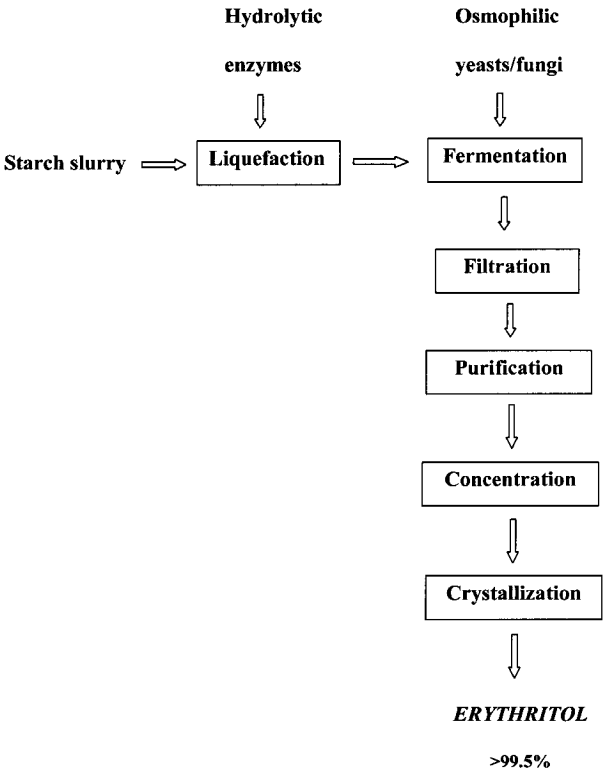 Hydrolytic
enzymes
Osmophilic
yeasts/fungi
Starch slurry
Liquefaction
Fermentation
Filtration
Purification
Concentration
Crystallization
ERYTHRITOL
>99.5%